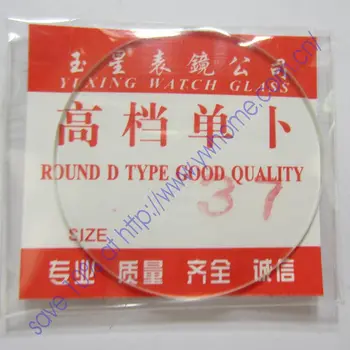 玉星表鏡公司
YUXING WATCH GLASS
高档单卜
ROUND D TYPE GOOD QUALITY
37
SIZE
专业 质量 齐全 诚信